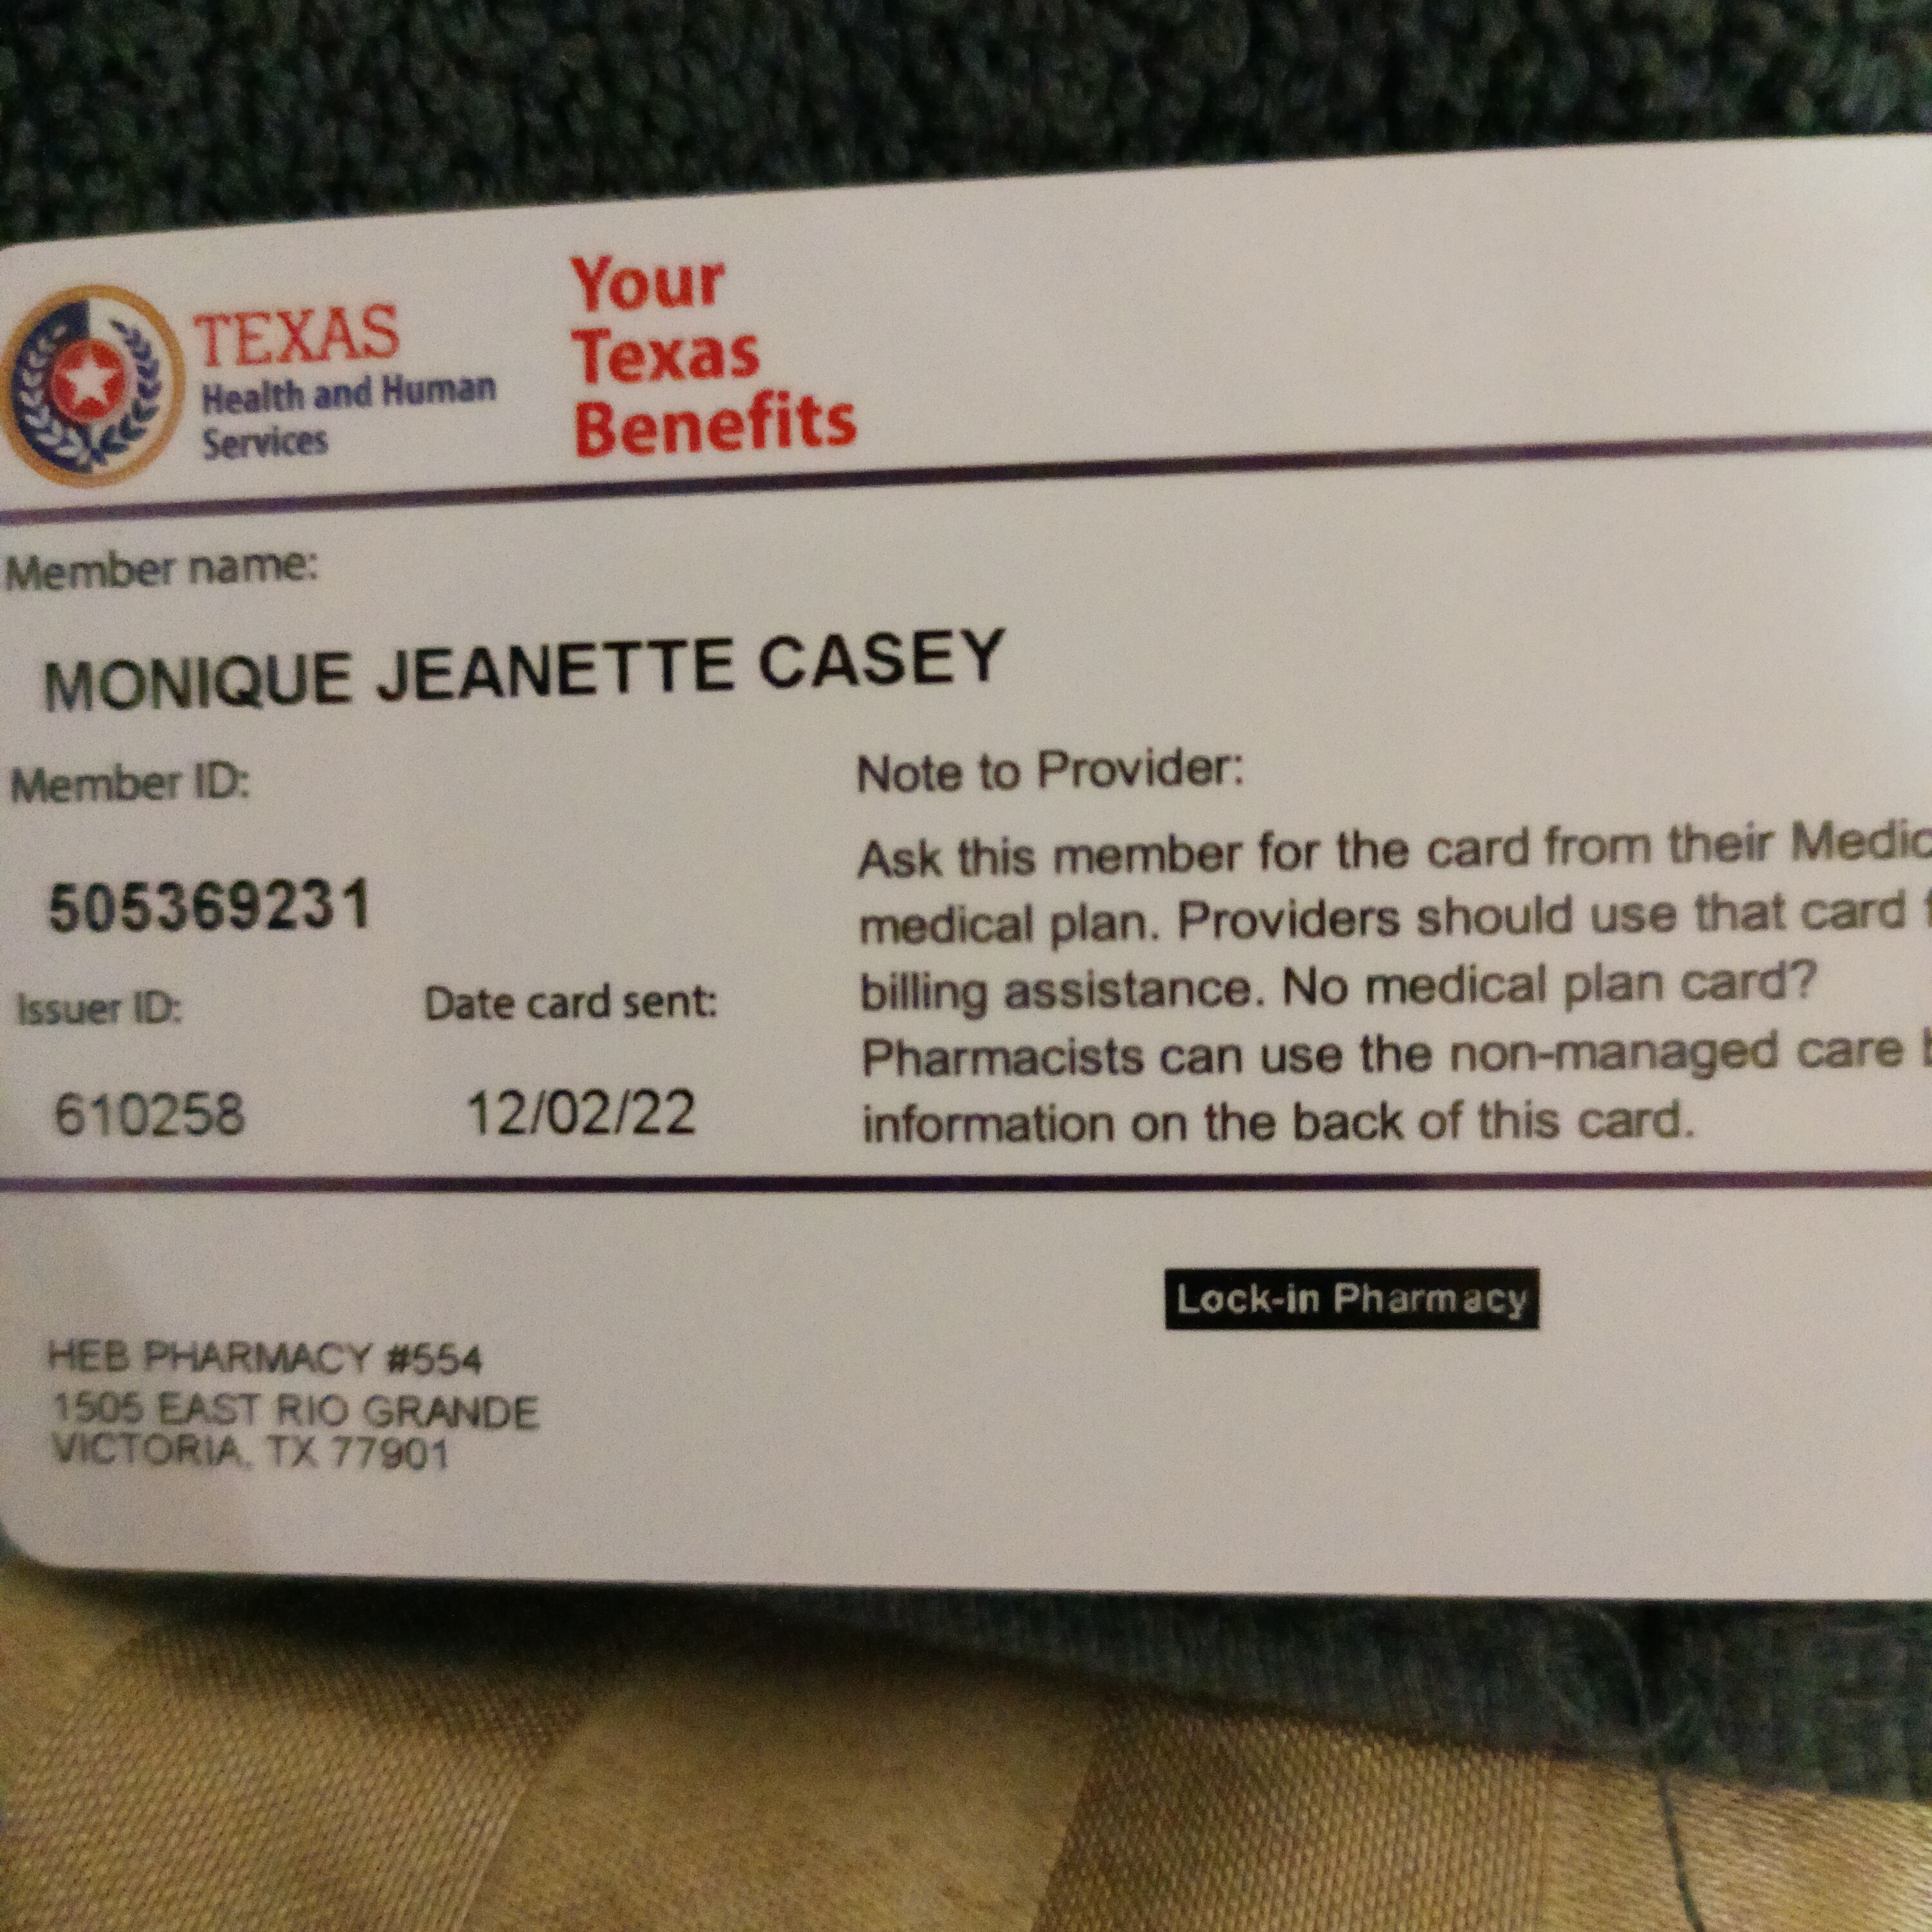 TEXAS
Health and Human
Services
Your
Texas
Benefits
Member name:
MONIQUE JEANETTE CASEY
Member ID:
505369231
Issuer ID:
Date card sent:
610258
12/02/22
Note to Provider:
Ask this member for the card from their Medic
medical plan. Providers should use that card f
billing assistance. No medical plan card?
Pharmacists can use the non-managed care
information on the back of this card.
Lock-in Pharmacy
HEB PHARMACY #554
1505 EAST RIO GRANDE
VICTORIA, TX 77901